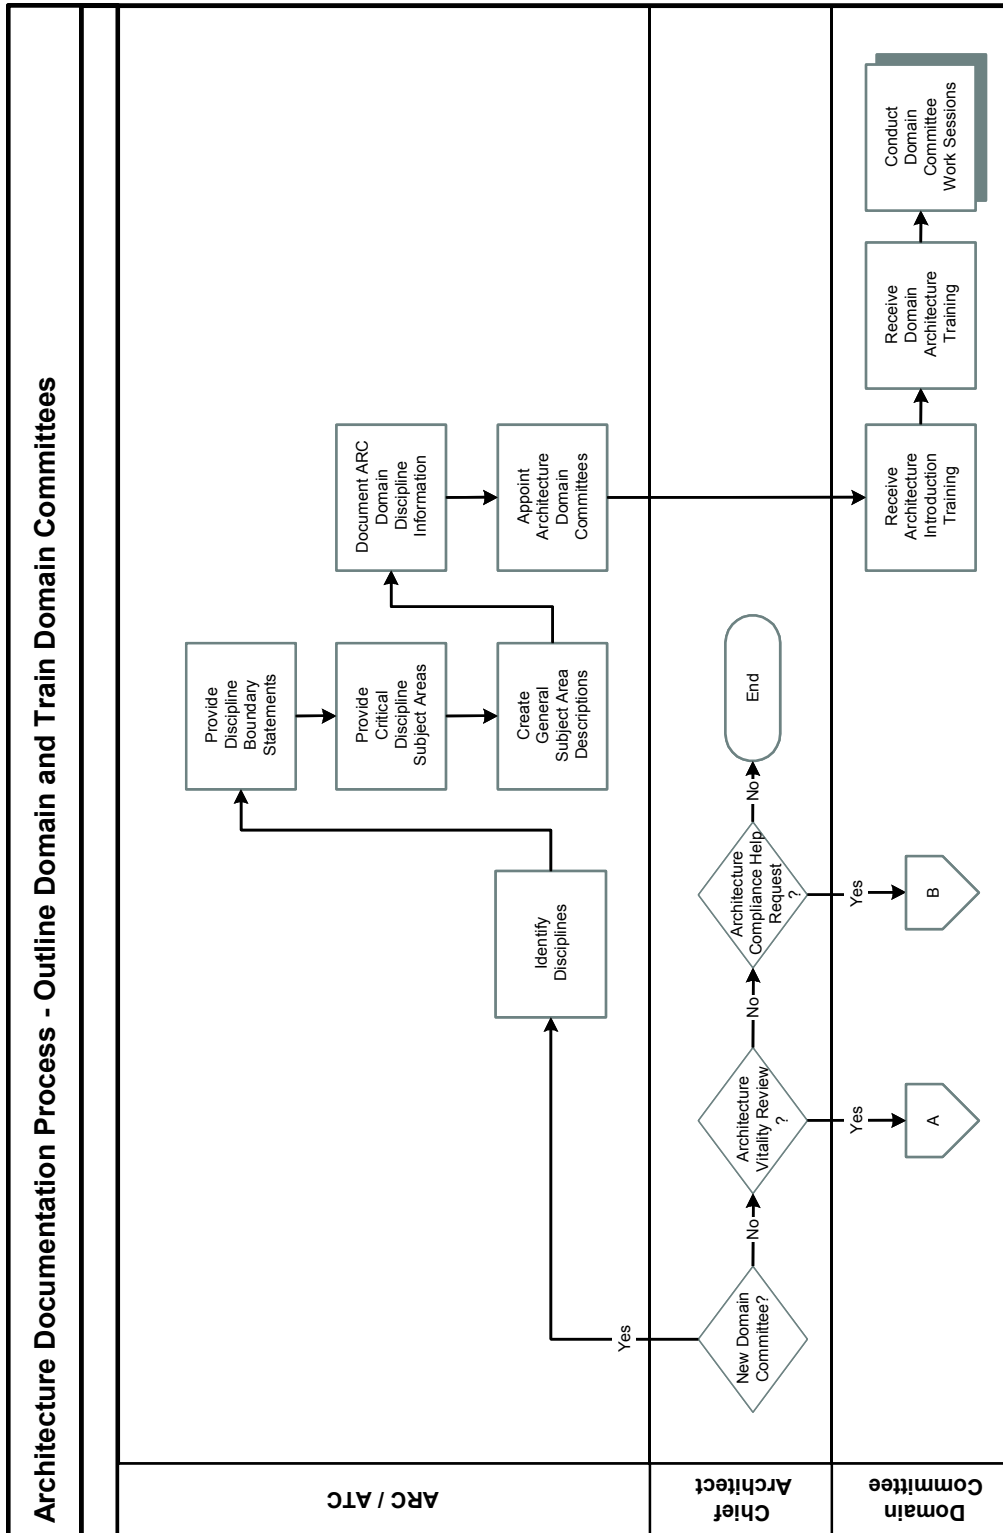 Architecture Documentation Process - Outline Domain and Train Domain Committees
ARC / ATC
Identify
Disciplines
Provide
Discipline
Boundary
Statements
Provide
Critical
Discipline
Subject Areas
Create
General
Subject Area
Descriptions
Document ARC
Domain
Discipline
Information
Appoint
Architecture
Domain
Committees
Chief
Architect
New Domain
Committee?
Yes
No
Architecture
Vitality Review
?
Yes
No
Architecture
Compliance Help
Request
?
Yes
No
End
Domain
Committee
A
B
Receive
Architecture
Introduction
Training
Receive
Domain
Architecture
Training
Conduct
Domain
Committee
Work Sessions